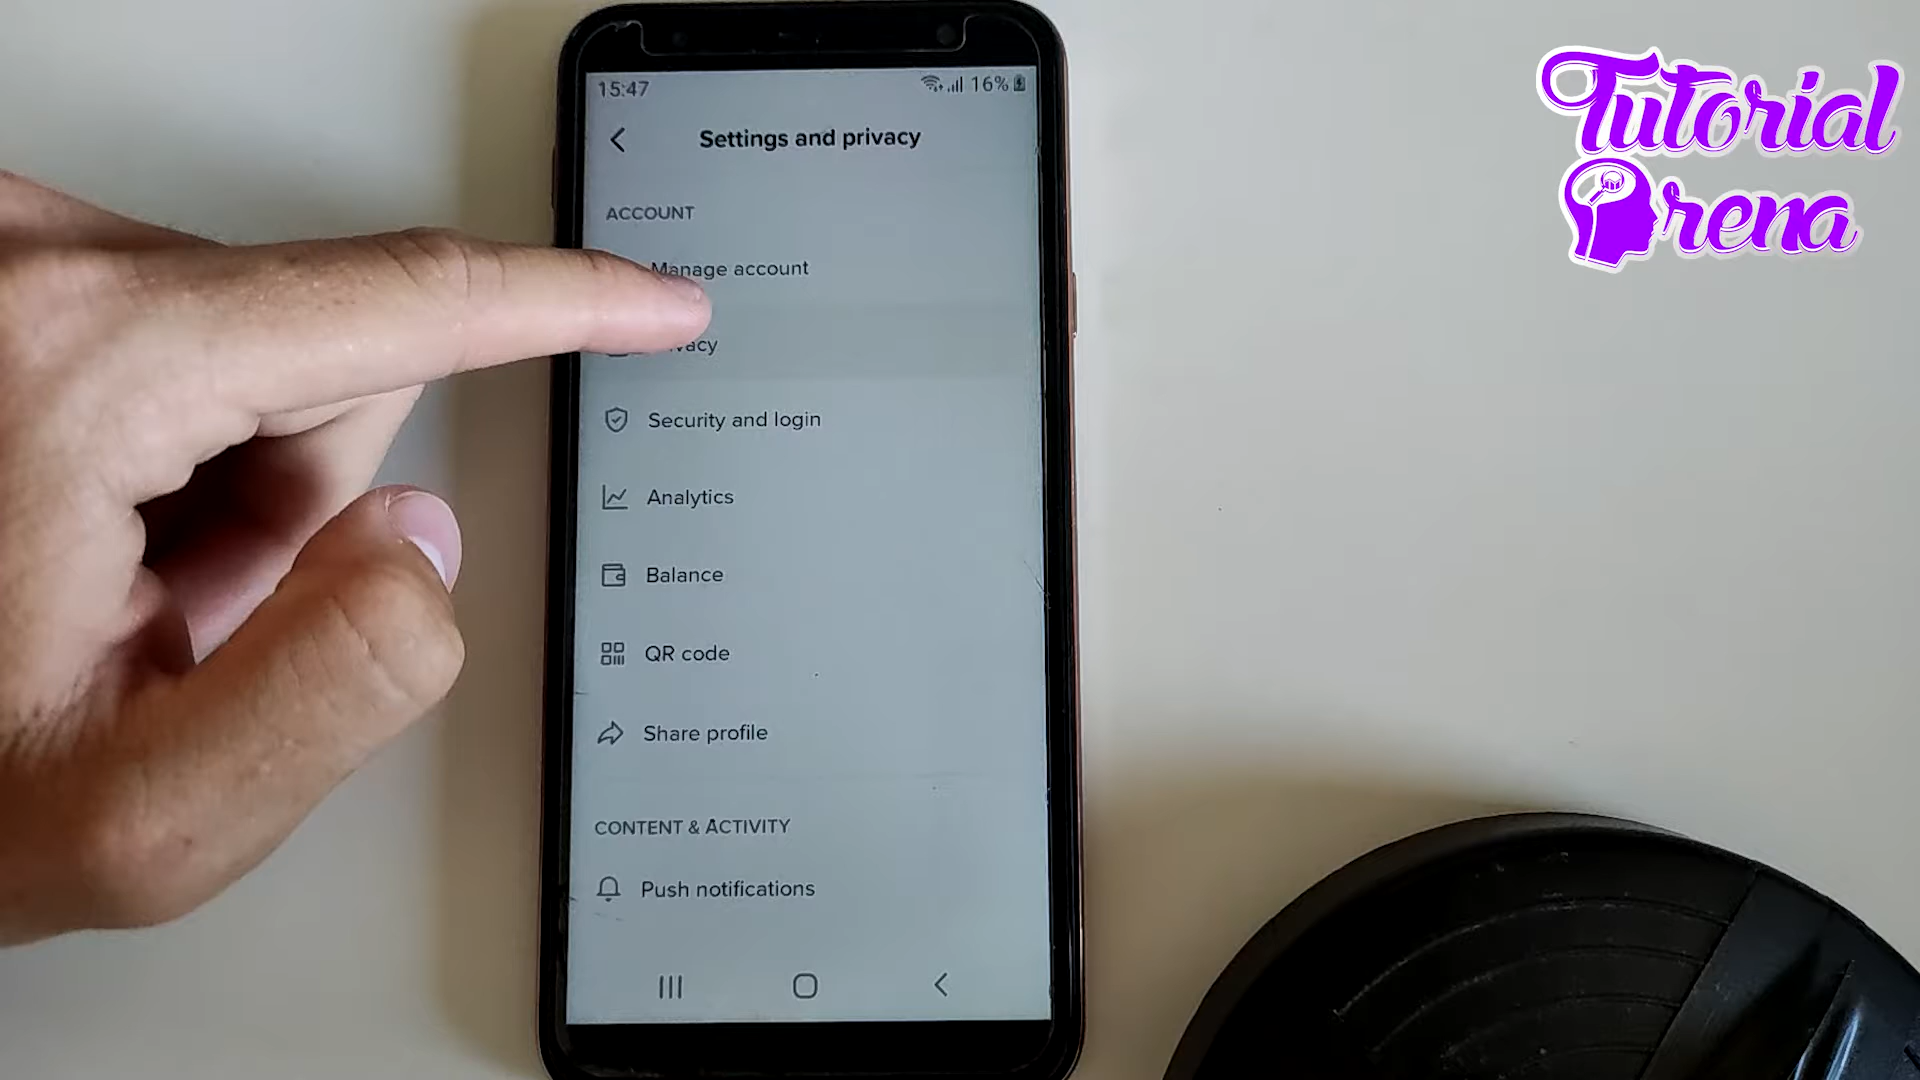 15:47
16%
Settings and privacy
ACCOUNT
Manage account
Security and login
Analytics
Balance
QR code
Share profile
CONTENT & ACTIVITY
Push notifications
Tutorial
Arena